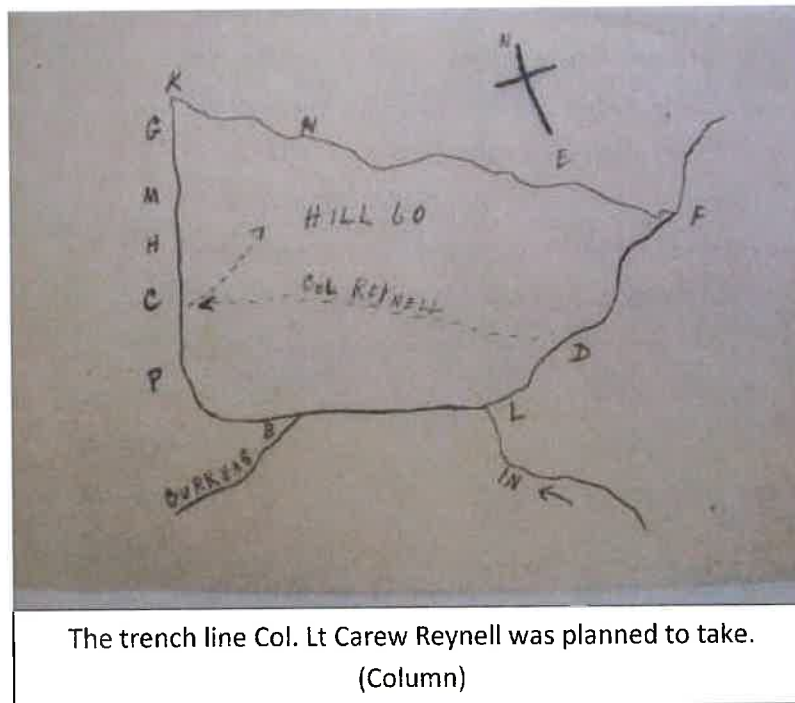 N
K
G
N
E
M
F
HILL 60
H
C
COL REYNELL
D
P
L
B
GURKHAS
IN
The trench line Col. Lt Carew Reynell was planned to take.
(Column)